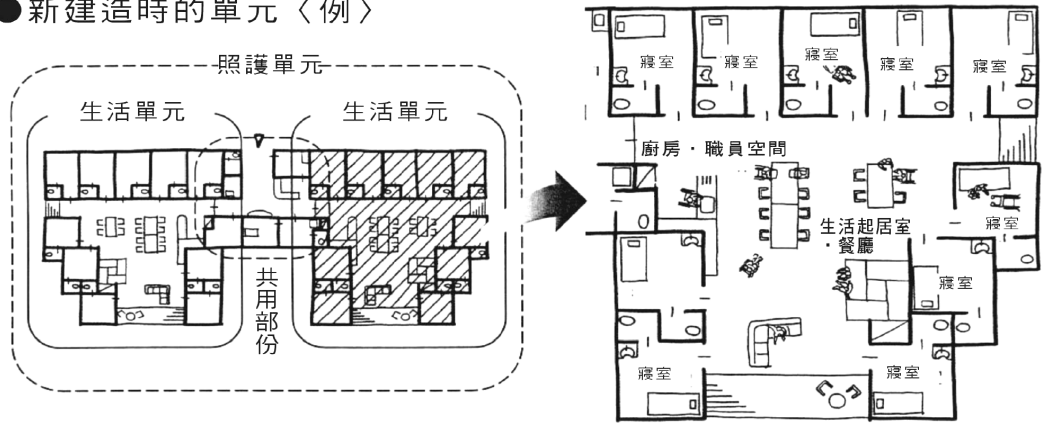 ●新建造時的單元〈例〉
照護單元
生活單元
生活單元
共用部份
寢室
寢室
寢室
寢室
寢室
廚房・職員空間
生活起居室
・餐廳
寢室
寢室
寢室
寢室